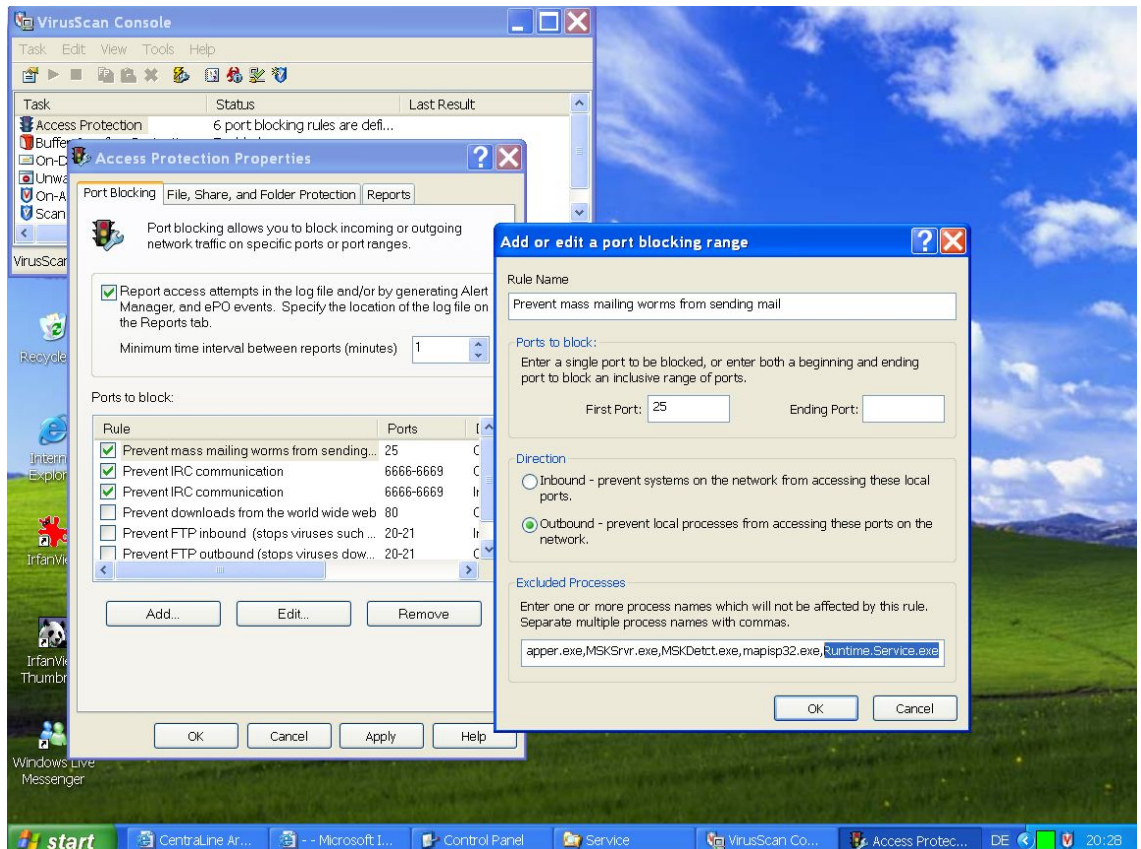 VirusScan Console
Task Edit View Tools Help
Task Status Last Result
Access Protection 6 port blocking rules are defi...
Buffer
On-D
Unwa
On-A
Scan
VirusScan
Access Protection Properties
Port Blocking File, Share, and Folder Protection Reports
Port blocking allows you to block incoming or outgoing
network traffic on specific ports or port ranges.
Report access attempts in the log file and/or by generating Alert
Manager, and ePO events. Specify the location of the log file on
the Reports tab.
Minimum time interval between reports (minutes) 1
Ports to block:
Rule Ports
Prevent mass mailing worms from sending... 25
Prevent IRC communication 6666-6669
Prevent IRC communication 6666-6669
Prevent downloads from the world wide web 80
Prevent FTP inbound (stops viruses such ... 20-21
Prevent FTP outbound (stops viruses dow... 20-21
Add... Edit... Remove
OK Cancel Apply Help
Add or edit a port blocking range
Rule Name
Prevent mass mailing worms from sending mail
Ports to block:
Enter a single port to be blocked, or enter both a beginning and ending
port to block an inclusive range of ports.
First Port: 25 Ending Port:
Direction
Inbound - prevent systems on the network from accessing these local
ports.
Outbound - prevent local processes from accessing these ports on the
network.
Excluded Processes
Enter one or more process names which will not be affected by this rule.
Separate multiple process names with commas.
apper.exe,MSKSrvr.exe,MSKDetct.exe,mapisp32.exe,Runtime.Service.exe
OK Cancel
Recycle
Intern
Explor
IrfanVie
IrfanVie
Thumbn
Windows Live
Messenger
start CentraLine Ar... - - Microsoft I... Control Panel Service VirusScan Co... Access Protec... DE 20:28